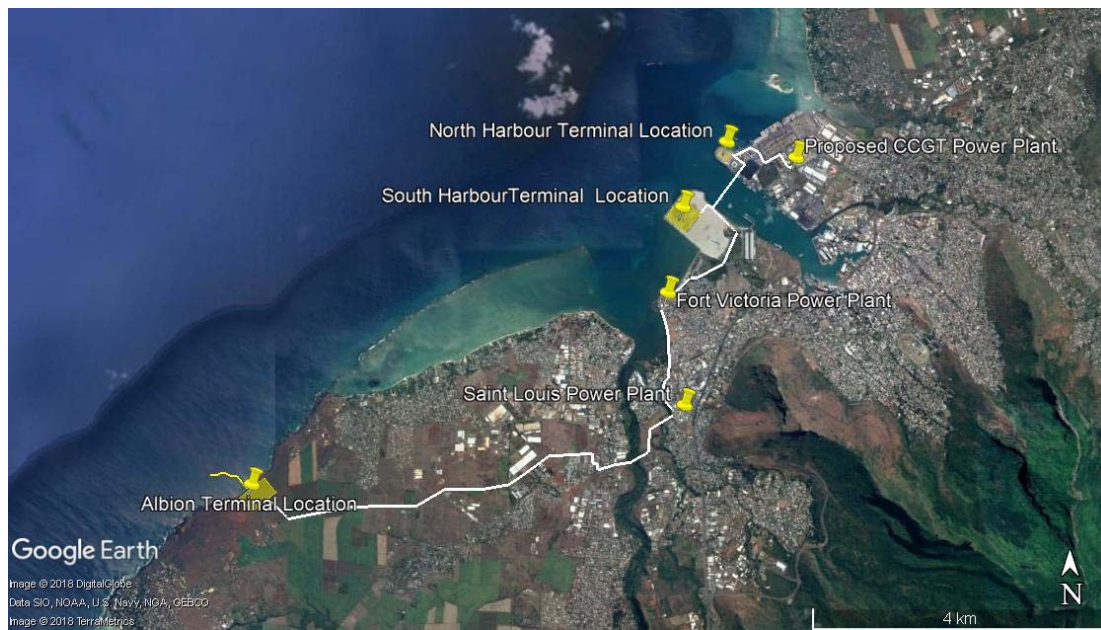 North Harbour Terminal Location
Proposed CCGT Power Plant
South HarbourTerminal  Location
Fort Victoria Power Plant
Saint Louis Power Plant
Albion Terminal Location
Google Earth
Image © 2018 DigitalGlobe
Data SIO, NOAA, U.S. Navy, NGA, GEBCO
Image © 2018 TerraMetrics
N
4 km